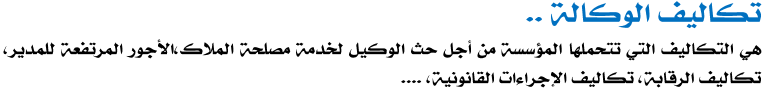 تكاليف الوكالة ..
هي التكاليف التي تتحملها المؤسسة من أجل حث الوكيل لخدمة مصلحة الملاك،الأجور المرتفعة للمدير،
تكاليف الرقابة، تكاليف الإجراءات القانونية، ....